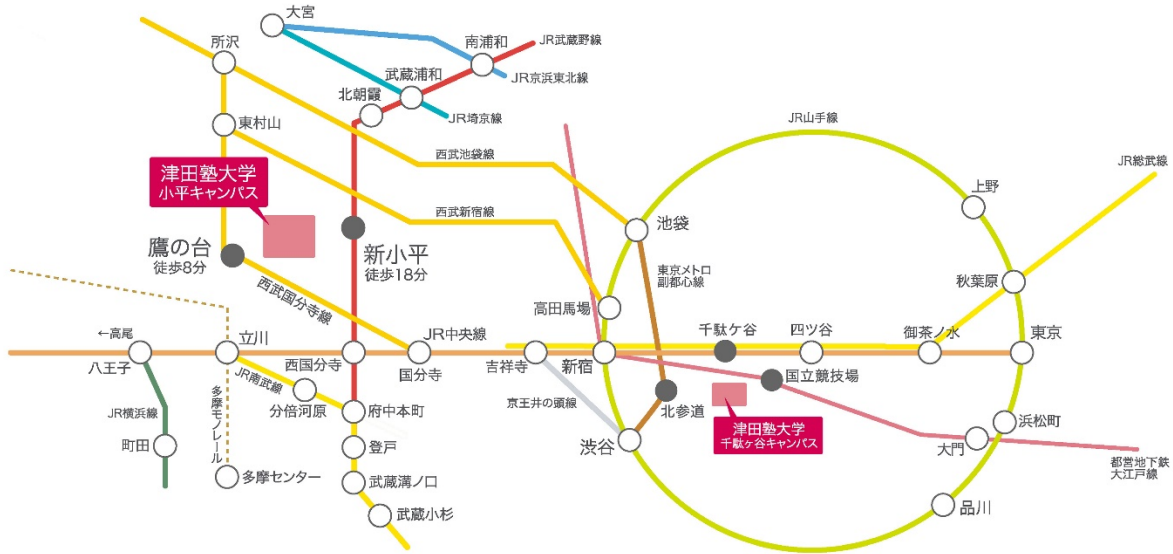 大宮
南浦和
JR武蔵野線
所沢
武蔵浦和
JR京浜東北線
北朝霞
JR埼京線
東村山
JR山手線
西武池袋線
JR総武線
津田塾大学
小平キャンパス
上野
西武新宿線
池袋
鷹の台
徒歩8分
新小平
徒歩18分
東京メトロ
副都心線
秋葉原
西武国分寺線
高田馬場
←高尾
八王子
立川
西国分寺
JR中央線
国分寺
吉祥寺
新宿
千駄ケ谷
四ツ谷
御茶ノ水
東京
JR南武線
国立競技場
JR横浜線
多摩モノレール
分倍河原
府中本町
京王井の頭線
北参道
津田塾大学
千駄ヶ谷キャンパス
浜松町
町田
登戸
渋谷
大門
都営地下鉄
大江戸線
多摩センター
武蔵溝ノ口
武蔵小杉
品川